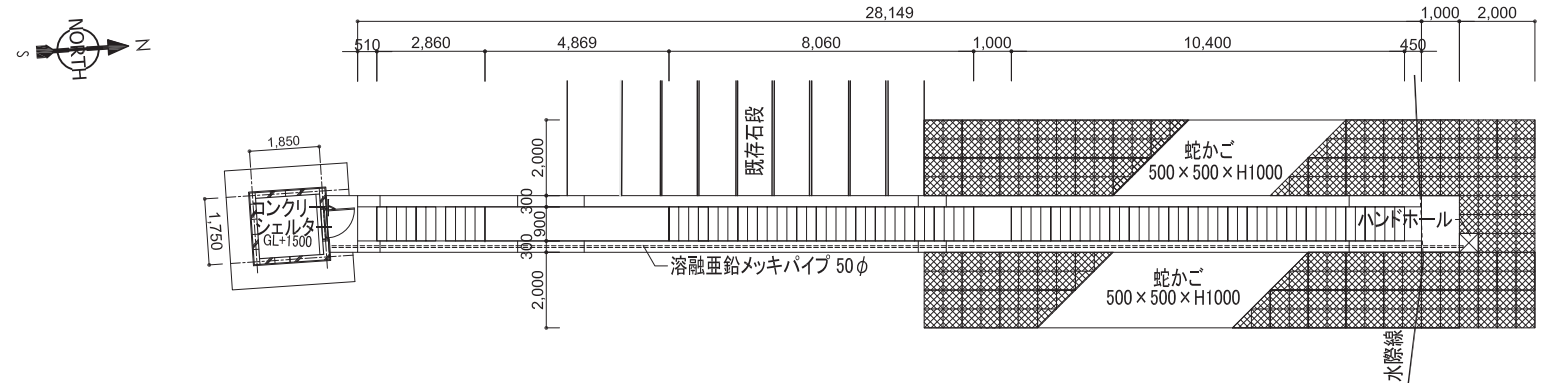 28,149
1,000
2,000
510
2,860
4,869
8,060
1,000
10,400
450
NORTH
S
N
1,850
1,750
コンクリー
シェルター
GL+1500
2,000
300
900
300
2,000
既存石段
蛇かご
500×500×H1000
ハンドホール
溶融亜鉛メッキパイプ 50φ
蛇かご
500×500×H1000
水際線